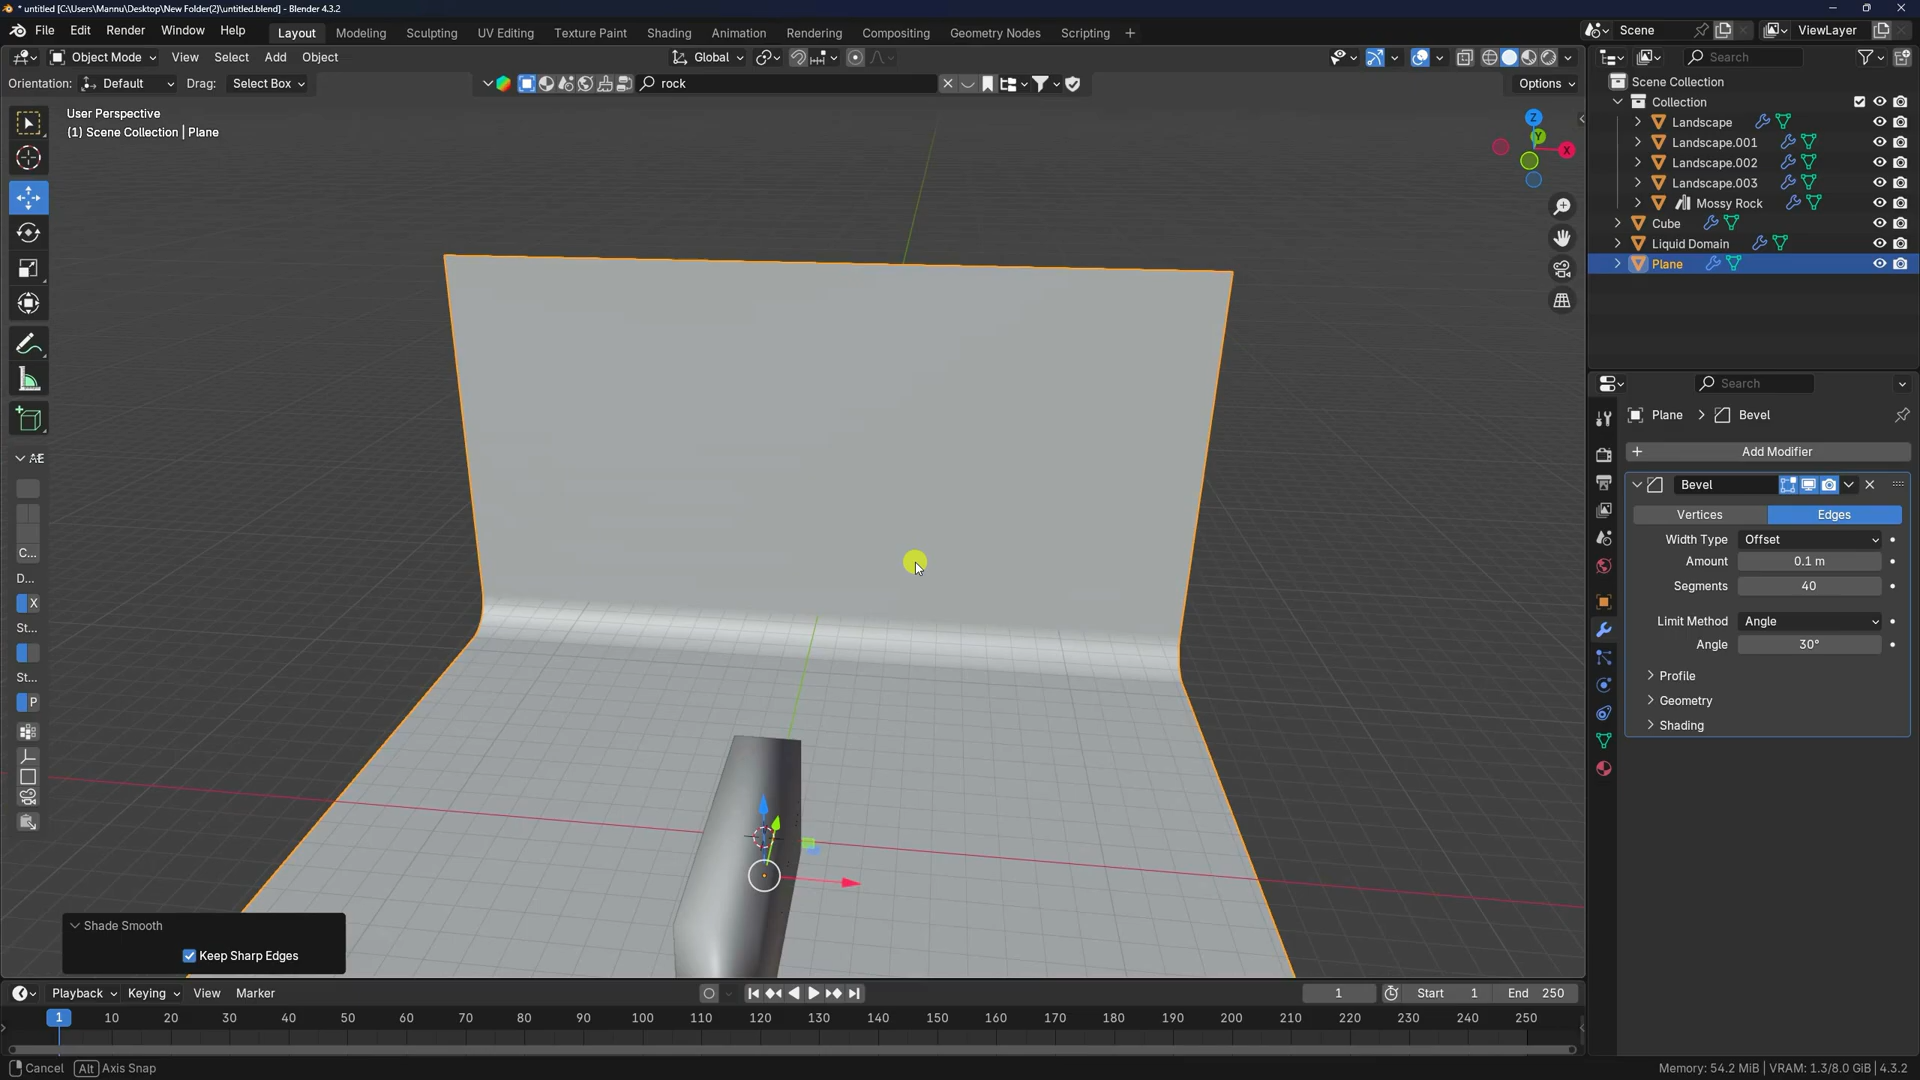 * untitled [C:\Users\Mannu\Desktop\New Folder(2)\untitled.blend] - Blender 4.3.2
File Edit Render Window Help Layout Modeling Sculpting UV Editing Texture Paint Shading Animation Rendering Compositing Geometry Nodes Scripting +
Scene
ViewLayer
Object Mode View Select Add Object
Global
Search
Orientation: Default Drag: Select Box
rock
Options
User Perspective
(1) Scene Collection | Plane
Z
Y
X
Scene Collection
Collection
Landscape
Landscape.001
Landscape.002
Landscape.003
Mossy Rock
Cube
Liquid Domain
Plane
AE
C...
D...
X
St...
St...
P
Search
Plane > Bevel
+ Add Modifier
Bevel
Vertices Edges
Width Type Offset
Amount 0.1 m
Segments 40
Limit Method Angle
Angle 30°
Profile
Geometry
Shading
Shade Smooth
Keep Sharp Edges
Playback Keying View Marker
1
Start 1
End 250
1 10 20 30 40 50 60 70 80 90 100 110 120 130 140 150 160 170 180 190 200 210 220 230 240 250
Cancel Alt Axis Snap
Memory: 54.2 MiB | VRAM: 1.3/8.0 GiB | 4.3.2